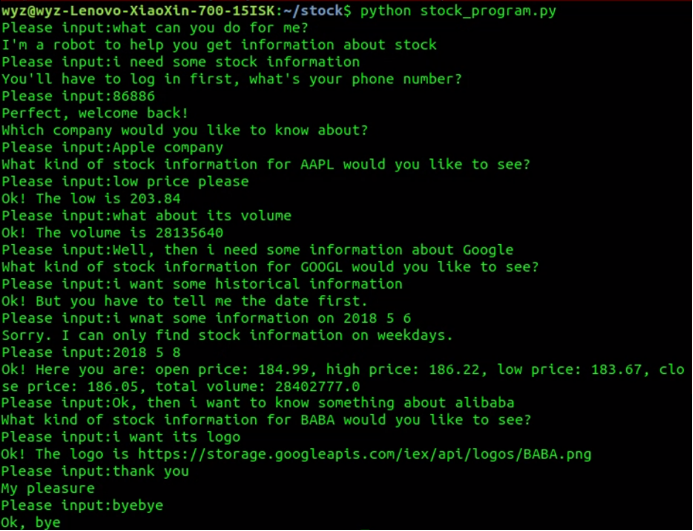 wyz@wyz-Lenovo-XiaoXin-700-15ISK:~/stock$ python stock_program.py
Please input:what can you do for me?
I'm a robot to help you get information about stock
Please input:i need some stock information
You'll have to log in first, what's your phone number?
Please input:86886
Perfect, welcome back!
Which company would you like to know about?
Please input:Apple company
What kind of stock information for AAPL would you like to see?
Please input:low price please
Ok! The low is 203.84
Please input:what about its volume
Ok! The volume is 28135640
Please input:Well, then i need some information about Google
What kind of stock information for GOOGL would you like to see?
Please input:i want some historical information
Ok! But you have to tell me the date first.
Please input:i wnat some information on 2018 5 6
Sorry. I can only find stock information on weekdays.
Please input:2018 5 8
Ok! Here you are: open price: 184.99, high price: 186.22, low price: 183.67, clo
se price: 186.05, total volume: 28402777.0
Please input:Ok, then i want to know something about alibaba
What kind of stock information for BABA would you like to see?
Please input:i want its logo
Ok! The logo is https://storage.googleapis.com/iex/api/logos/BABA.png
Please input:thank you
My pleasure
Please input:byebye
Ok, bye